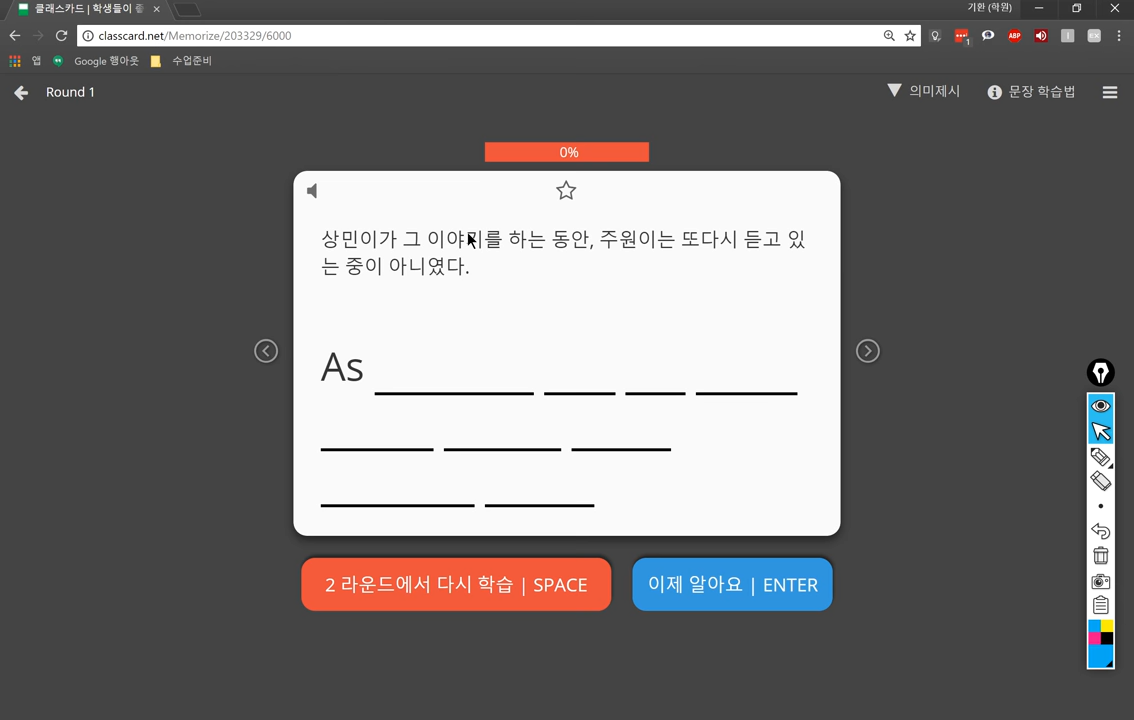 클래스카드 | 학생들이 즐
기환 (학원)
classcard.net/Memorize/203329/6000
1
ABP
앱
Google 행아웃
수업준비
Round 1
의미제시
문장 학습법
0%
상민이가 그 이야기를 하는 동안, 주원이는 또다시 듣고 있
는 중이 아니였다.
As
2 라운드에서 다시 학습 | SPACE
이제 알아요 | ENTER